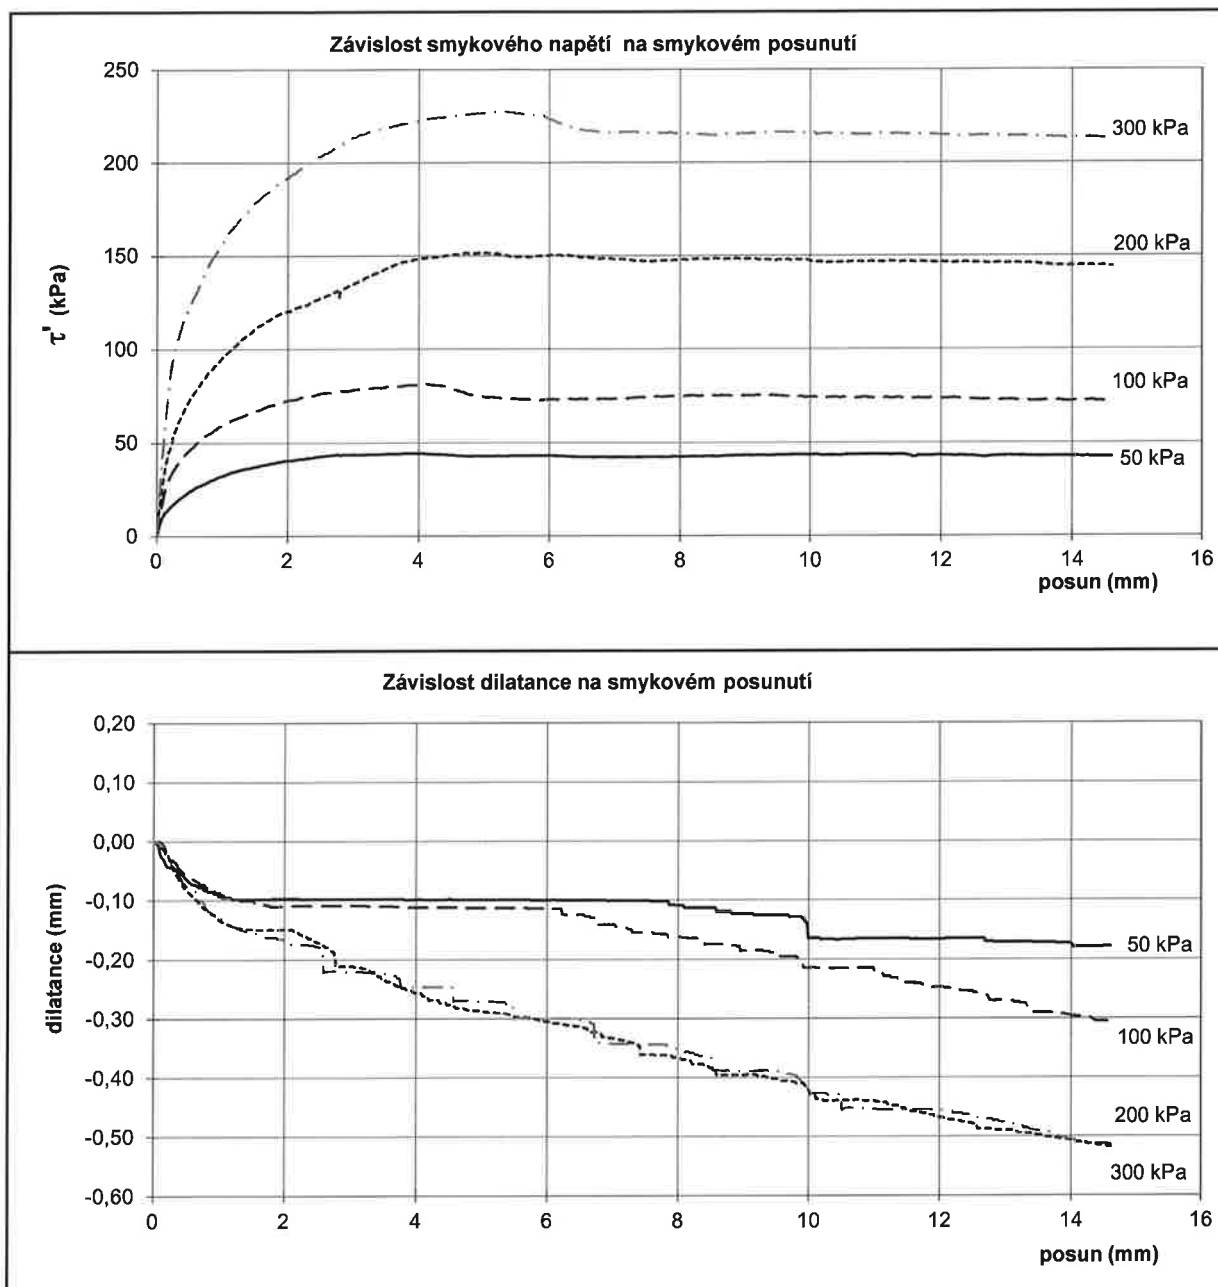 Závislost smykového napětí na smykovém posunutí
250
200
150
100
50
0
τ' (kPa)
300 kPa
200 kPa
100 kPa
50 kPa
0 2 4 6 8 10 12 14 16
posun (mm)
Závislost dilatance na smykovém posunutí
0,20
0,10
0,00
-0,10
-0,20
-0,30
-0,40
-0,50
-0,60
dilatance (mm)
50 kPa
100 kPa
200 kPa
300 kPa
0 2 4 6 8 10 12 14 16
posun (mm)